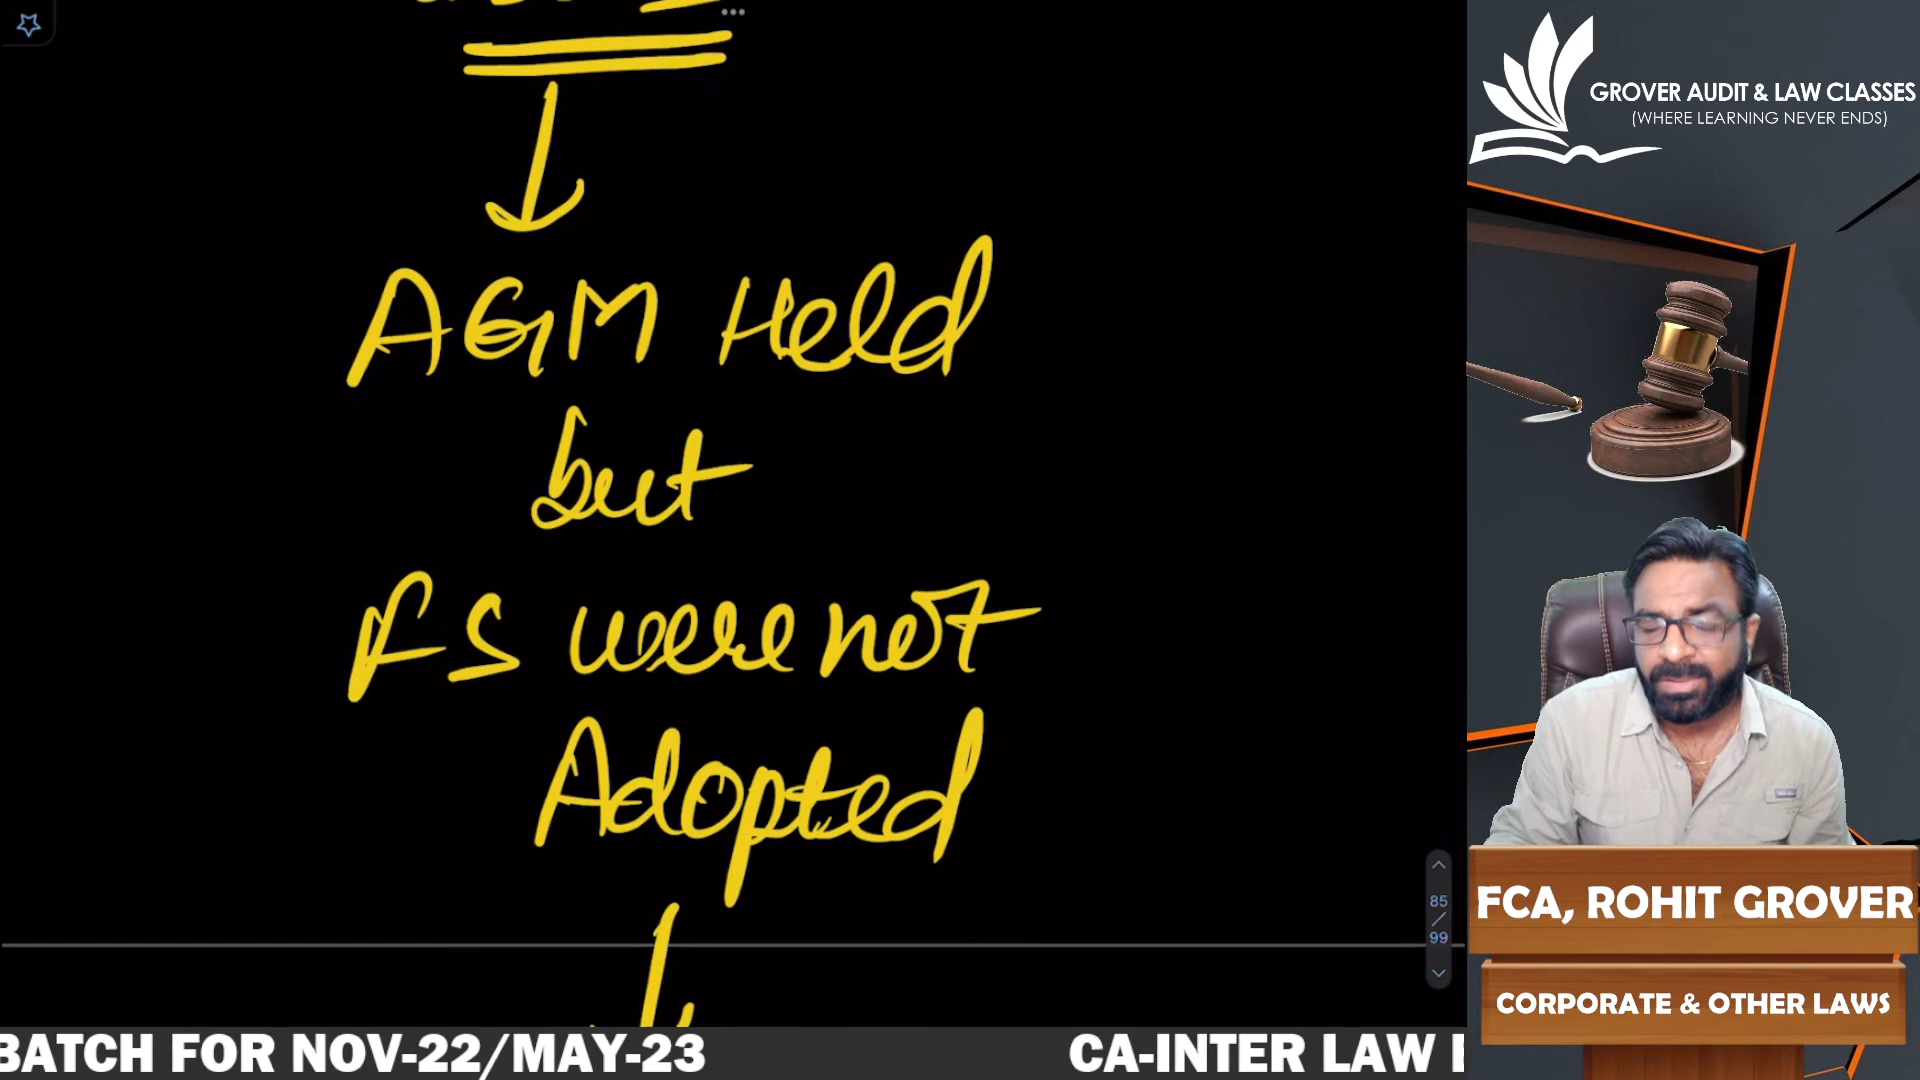 GROVER AUDIT & LAW CLASSES
(WHERE LEARNING NEVER ENDS)
AGM Held
but
FS were not
Adopted
85
99
FCA, ROHIT GROVER
CORPORATE & OTHER LAWS
BATCH FOR NOV-22/MAY-23
CA-INTER LAW